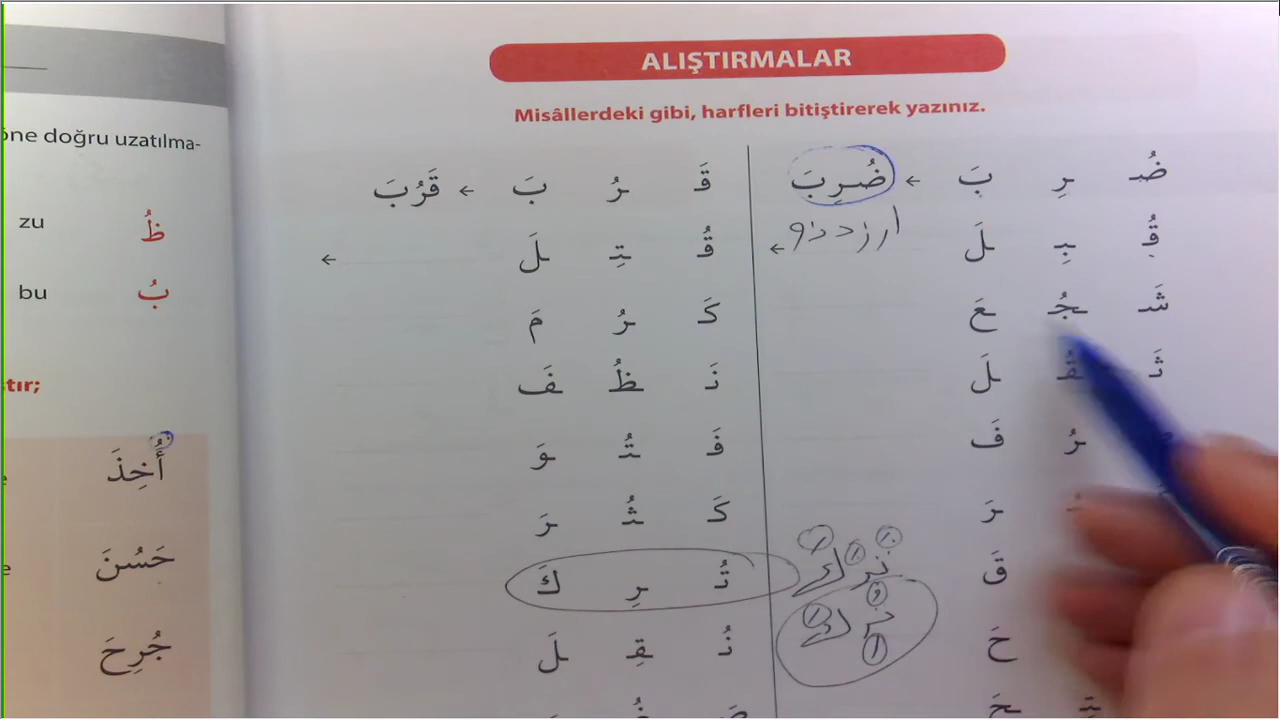 ALIŞTIRMALAR
Misâllerdeki gibi, harfleri bitiştirerek yazınız.
ضُـ رِ بَ ← ضُرِبَ
قُـ بِـ لَ ←
شَـ جُـ عَ
ثَـ قُـ لَ
رُ فَ
رَ
قَ
حَ
ا ر ز د ذ و
قَـ رُ بَ ← قَرُبَ
قُـ تِـ لَ ←
كَـ رُ مَ
نَـ ظُـ فَ
فَـ تُـ وَ
كَـ ثُـ رَ
تُـ رِ كَ
نُـ قِـ لَ
öne doğru uzatılma-
zu ظُ
bu بُ
tır;
أُخِذَ
حَسُنَ
جُرِحَ